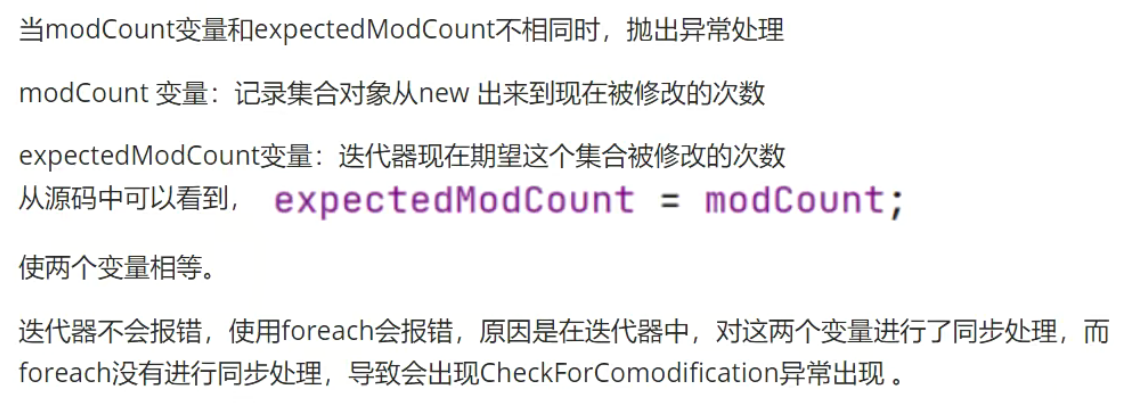 当modCount变量和expectedModCount不相同时，抛出异常处理
modCount 变量：记录集合对象从new 出来到现在被修改的次数
expectedModCount变量：迭代器现在期望这个集合被修改的次数
从源码中可以看到， expectedModCount = modCount;
使两个变量相等。
迭代器不会报错，使用foreach会报错，原因是在迭代器中，对这两个变量进行了同步处理，而
foreach没有进行同步处理，导致会出现CheckForComodification异常出现 。